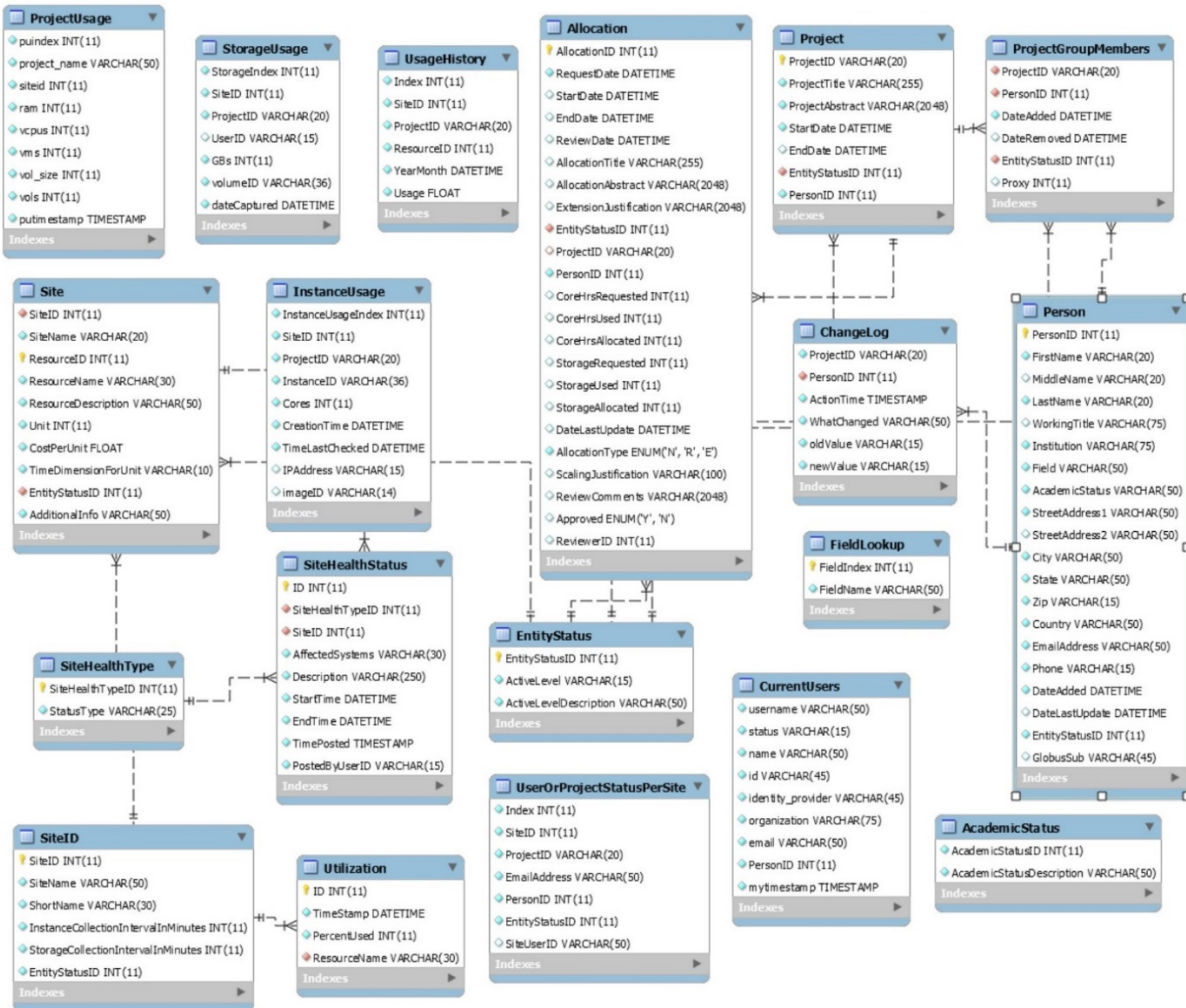 ProjectUsage
puindex INT(11)
project_name VARCHAR(50)
siteid INT(11)
ram INT(11)
vcpus INT(11)
vms INT(11)
vol_size INT(11)
vols INT(11)
putimestamp TIMESTAMP
Indexes
StorageUsage
StorageIndex INT(11)
SiteID INT(11)
ProjectID VARCHAR(20)
UserID VARCHAR(15)
GBs INT(11)
volumeID VARCHAR(36)
dateCaptured DATETIME
Indexes
UsageHistory
Index INT(11)
SiteID INT(11)
ProjectID VARCHAR(20)
ResourceID INT(11)
YearMonth DATETIME
Usage FLOAT
Indexes
Allocation
AllocationID INT(11)
RequestDate DATETIME
StartDate DATETIME
EndDate DATETIME
ReviewDate DATETIME
AllocationTitle VARCHAR(255)
AllocationAbstract VARCHAR(2048)
ExtensionJustification VARCHAR(2048)
EntityStatusID INT(11)
ProjectID VARCHAR(20)
PersonID INT(11)
CoreHrsRequested INT(11)
CoreHrsUsed INT(11)
CoreHrsAllocated INT(11)
StorageRequested INT(11)
StorageUsed INT(11)
StorageAllocated INT(11)
DateLastUpdate DATETIME
AllocationType ENUM('N', 'R', 'E')
ScalingJustification VARCHAR(100)
ReviewComments VARCHAR(2048)
Approved ENUM('Y', 'N')
ReviewerID INT(11)
Indexes
Project
ProjectID VARCHAR(20)
ProjectTitle VARCHAR(255)
ProjectAbstract VARCHAR(2048)
StartDate DATETIME
EndDate DATETIME
EntityStatusID INT(11)
PersonID INT(11)
Indexes
ProjectGroupMembers
ProjectID VARCHAR(20)
PersonID INT(11)
DateAdded DATETIME
DateRemoved DATETIME
EntityStatusID INT(11)
Proxy INT(11)
Indexes
Site
SiteID INT(11)
SiteName VARCHAR(20)
ResourceID INT(11)
ResourceName VARCHAR(30)
ResourceDescription VARCHAR(50)
Unit INT(11)
CostPerUnit FLOAT
TimeDimensionForUnit VARCHAR(10)
EntityStatusID INT(11)
AdditionalInfo VARCHAR(50)
Indexes
InstanceUsage
InstanceUsageIndex INT(11)
SiteID INT(11)
ProjectID VARCHAR(20)
InstanceID VARCHAR(36)
Cores INT(11)
CreationTime DATETIME
TimeLastChecked DATETIME
IPAddress VARCHAR(15)
imageID VARCHAR(14)
Indexes
ChangeLog
ProjectID VARCHAR(20)
PersonID INT(11)
ActionTime TIMESTAMP
WhatChanged VARCHAR(50)
oldValue VARCHAR(15)
newValue VARCHAR(15)
Indexes
Person
PersonID INT(11)
FirstName VARCHAR(20)
MiddleName VARCHAR(20)
LastName VARCHAR(20)
WorkingTitle VARCHAR(75)
Institution VARCHAR(75)
Field VARCHAR(50)
AcademicStatus VARCHAR(50)
StreetAddress1 VARCHAR(50)
StreetAddress2 VARCHAR(50)
City VARCHAR(50)
State VARCHAR(50)
Zip VARCHAR(15)
Country VARCHAR(50)
EmailAddress VARCHAR(50)
Phone VARCHAR(15)
DateAdded DATETIME
DateLastUpdate DATETIME
EntityStatusID INT(11)
GlobusSub VARCHAR(45)
Indexes
SiteHealthStatus
ID INT(11)
SiteHealthTypeID INT(11)
SiteID INT(11)
AffectedSystems VARCHAR(30)
Description VARCHAR(250)
StartTime DATETIME
EndTime DATETIME
TimePosted TIMESTAMP
PostedByUserID VARCHAR(15)
Indexes
FieldLookup
FieldIndex INT(11)
FieldName VARCHAR(50)
Indexes
SiteHealthType
SiteHealthTypeID INT(11)
StatusType VARCHAR(25)
Indexes
EntityStatus
EntityStatusID INT(11)
ActiveLevel VARCHAR(15)
ActiveLevelDescription VARCHAR(50)
Indexes
CurrentUsers
username VARCHAR(50)
status VARCHAR(15)
name VARCHAR(50)
id VARCHAR(45)
identity_provider VARCHAR(45)
organization VARCHAR(75)
email VARCHAR(50)
PersonID INT(11)
mytimestamp TIMESTAMP
Indexes
SiteID
SiteID INT(11)
SiteName VARCHAR(50)
ShortName VARCHAR(30)
InstanceCollectionIntervalInMinutes INT(11)
StorageCollectionIntervalInMinutes INT(11)
EntityStatusID INT(11)
Indexes
Utilization
ID INT(11)
TimeStamp DATETIME
PercentUsed INT(11)
ResourceName VARCHAR(30)
Indexes
UserOrProjectStatusPerSite
Index INT(11)
SiteID INT(11)
ProjectID VARCHAR(20)
EmailAddress VARCHAR(50)
PersonID INT(11)
EntityStatusID INT(11)
SiteUserID VARCHAR(50)
Indexes
AcademicStatus
AcademicStatusID INT(11)
AcademicStatusDescription VARCHAR(50)
Indexes